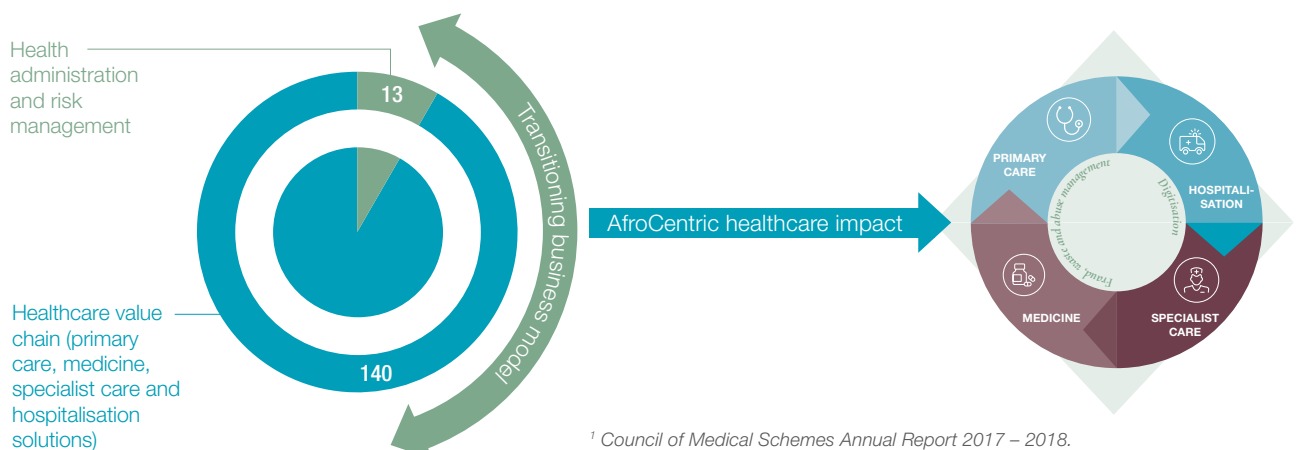 Health
administration
and risk
management
13
Healthcare value
chain (primary
care, medicine,
specialist care and
hospitalisation
solutions)
140
Transitioning business model
AfroCentric healthcare impact
PRIMARY
CARE
HOSPITALI-
SATION
MEDICINE
SPECIALIST
CARE
Fraud, waste and abuse management
Digitisation
1 Council of Medical Schemes Annual Report 2017 – 2018.